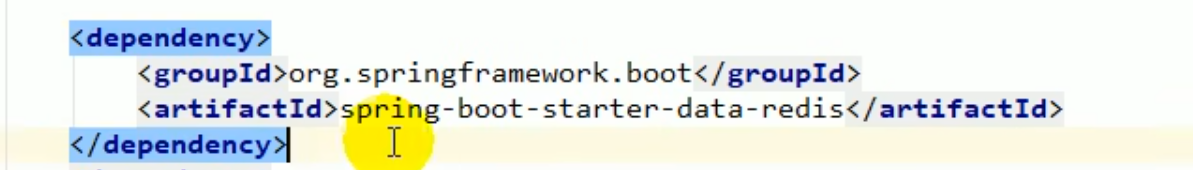 <dependency>
    <groupId>org.springframework.boot</groupId>
    <artifactId>spring-boot-starter-data-redis</artifactId>
</dependency>